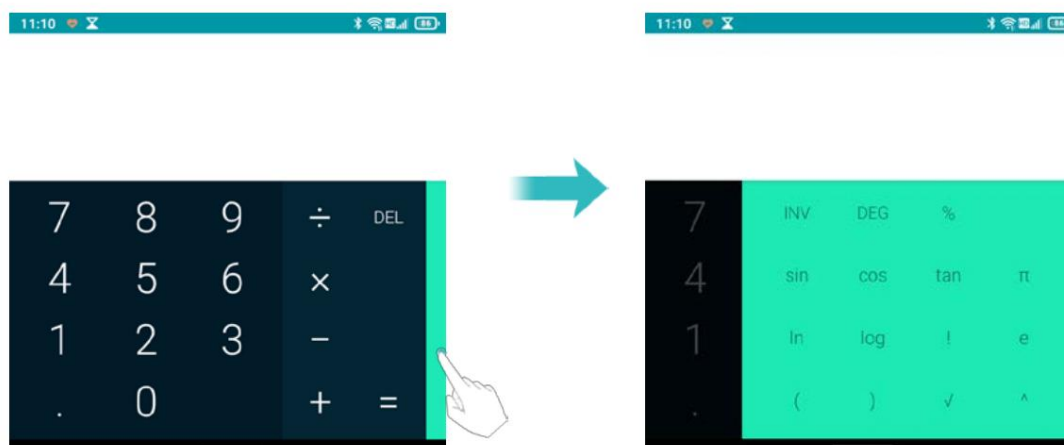 11:10 86
7 8 9 ÷ DEL
4 5 6 ×
1 2 3 −
. 0 + =
11:10
7 INV DEG %
4 sin cos tan π
1 ln log ! e
. ( ) √ ^